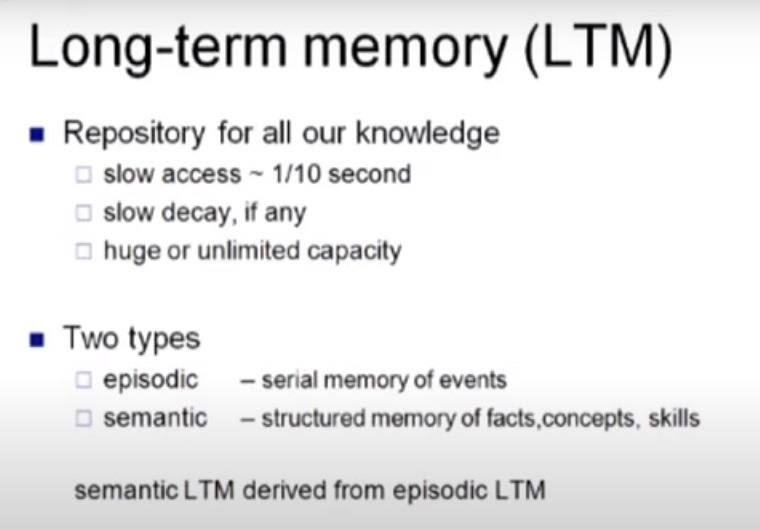 Long-term memory (LTM)
Repository for all our knowledge
slow access ~ 1/10 second
slow decay, if any
huge or unlimited capacity
Two types
episodic – serial memory of events
semantic – structured memory of facts,concepts, skills
semantic LTM derived from episodic LTM